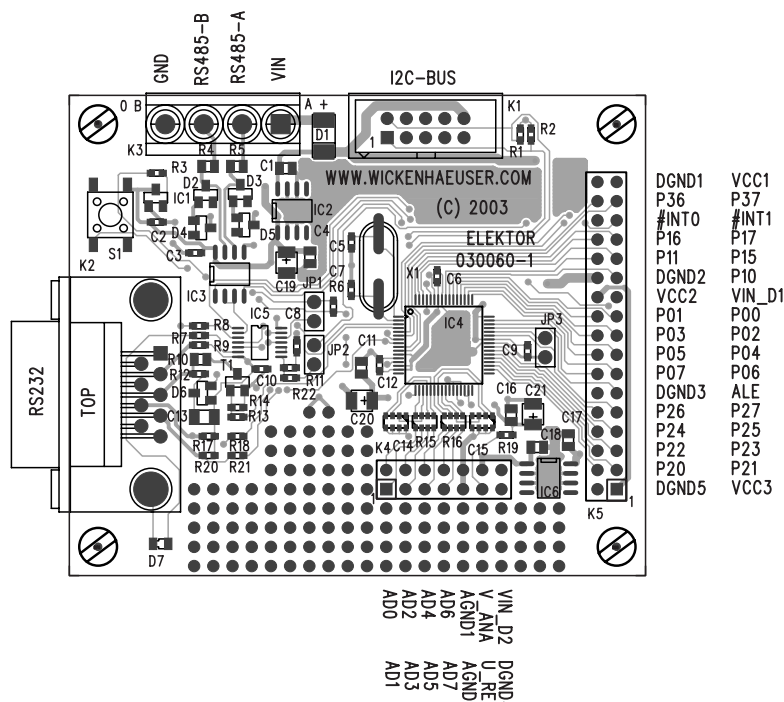 GND
RS485-B
RS485-A
VIN
I2C-BUS
0 B
A +
K1
K3
R4
R5
D1
1
R1
R2
R3
D2
D3
C1
WWW.WICKENHAEUSER.COM
IC1
IC2
(C) 2003
S1
C2
D4
D5
C4
K2
C3
C5
ELEKTOR
030060-1
IC3
C19
C7
X1
C6
JP1
R6
DGND1 VCC1
P36 P37
#INT0 #INT1
P16 P17
P11 P15
DGND2 P10
VCC2 VIN_D1
P01 P00
P03 P02
P05 P04
P07 P06
DGND3 ALE
P26 P27
P24 P25
P22 P23
P20 P21
DGND5 VCC3
RS232
TOP
R8
R7
R9
IC5
C8
IC4
JP3
R10
R12
T1
JP2
C11
C9
D6
C10
R11
C12
C13
R14
R13
R22
C20
C16
C21
R17
R18
K4
C14
R15
R16
C15
R19
C18
C17
R20
R21
1
IC6
K5
1
D7
AD0 AD1
AD2 AD3
AD4 AD5
AD6 AD7
AGND1 AGND
V_ANA U_RE
VIN_D2 DGND